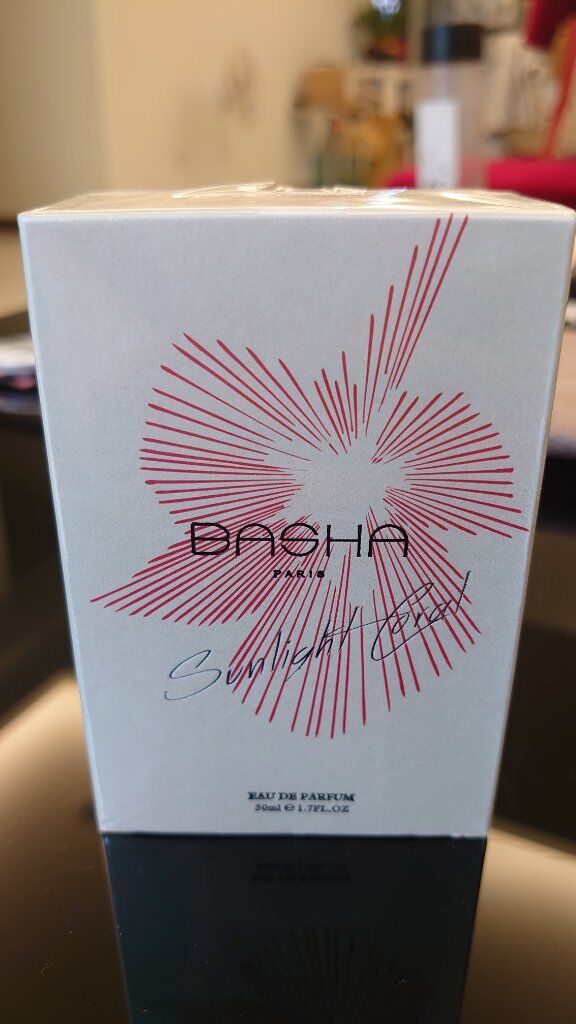 BASHA
PARIS
Sunlight Coral
EAU DE PARFUM
50ml e 1.7FL.OZ